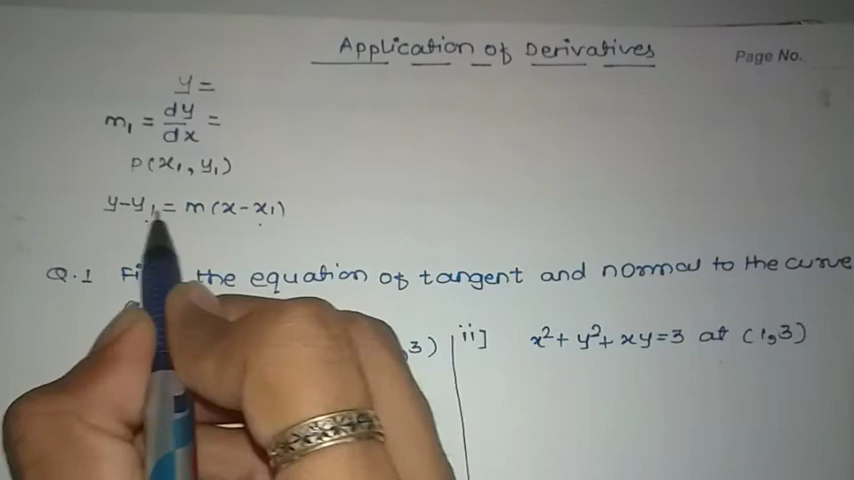 Application of Derivatives
Page No.
y =
m₁ = dy/dx =
P(x₁, y₁)
y-y₁ = m(x-x₁)
Q.1 the equation of tangent and normal to the curve
,3) ii] x²+y²+xy=3 at (1,3)